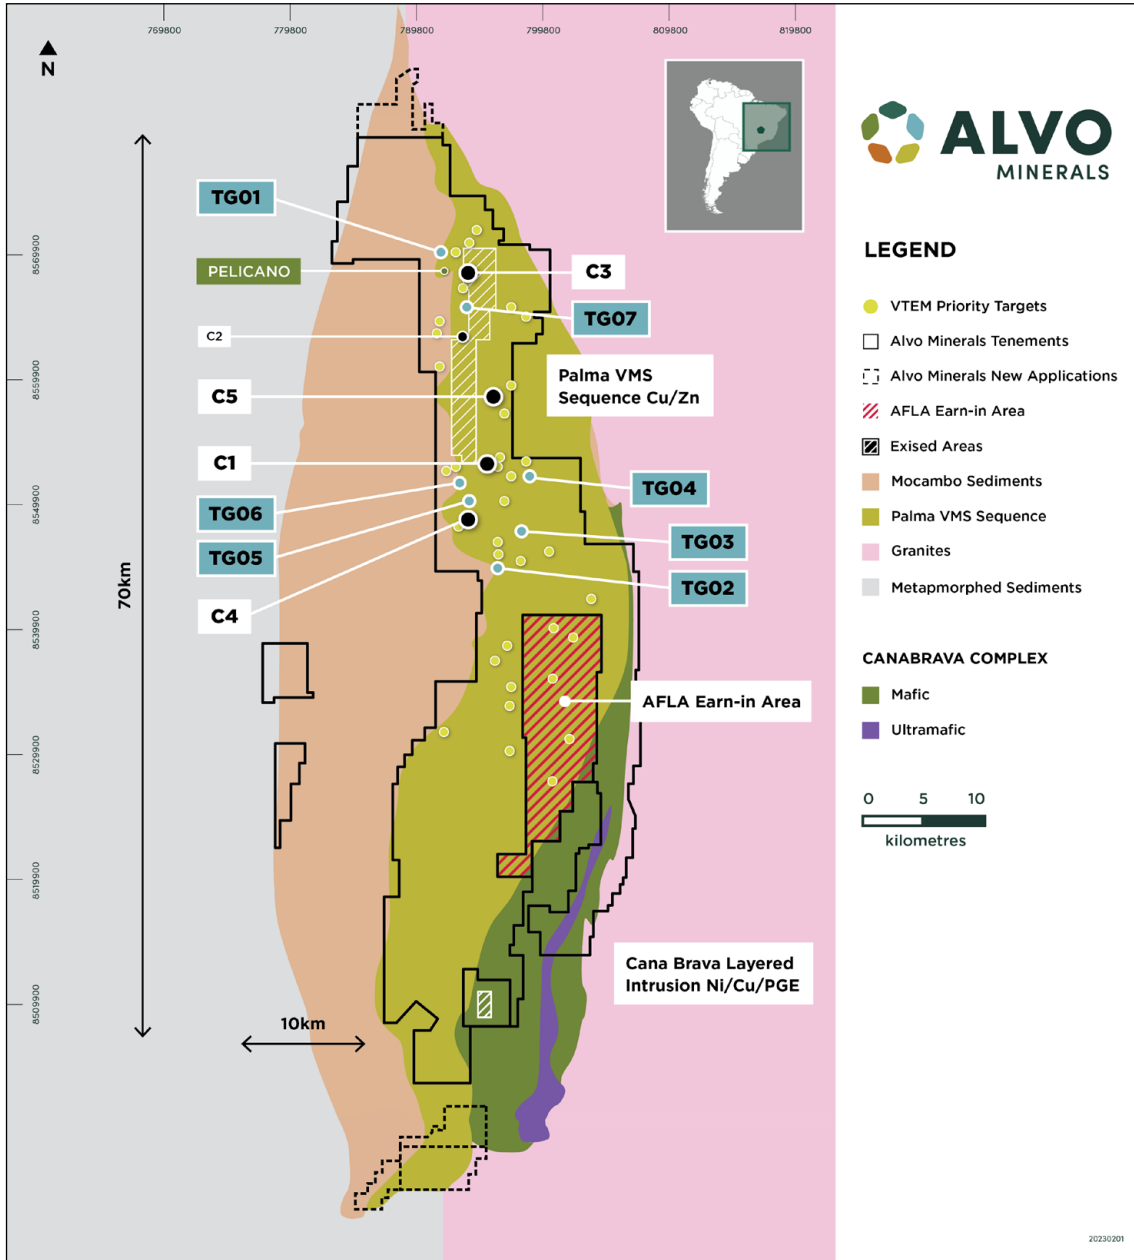 769800
779800
789800
799800
809800
819800
N
8569900
8559900
8549900
8539900
8529900
8519900
8509900
70km
10km
TG01
PELICANO
C2
C5
C1
TG06
TG05
C4
C3
TG07
Palma VMS
Sequence Cu/Zn
TG04
TG03
TG02
AFLA Earn-in Area
Cana Brava Layered
Intrusion Ni/Cu/PGE
ALVO
MINERALS
LEGEND
VTEM Priority Targets
Alvo Minerals Tenements
Alvo Minerals New Applications
AFLA Earn-in Area
Exised Areas
Mocambo Sediments
Palma VMS Sequence
Granites
Metapmorphed Sediments
CANABRAVA COMPLEX
Mafic
Ultramafic
0 5 10
kilometres
20230201